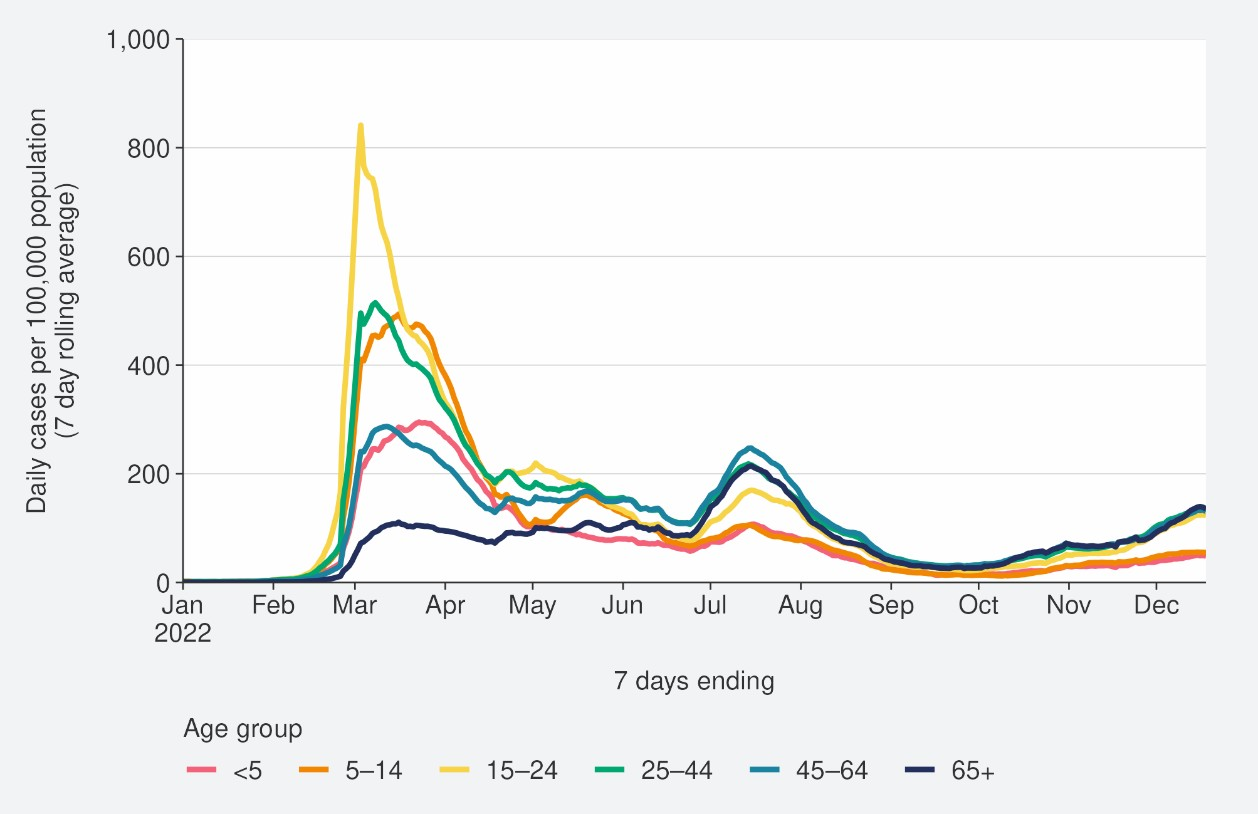 Daily cases per 100,000 population
(7 day rolling average)
1,000
800
600
400
200
0
Jan Feb Mar Apr May Jun Jul Aug Sep Oct Nov Dec
2022
7 days ending
Age group
<5 5–14 15–24 25–44 45–64 65+